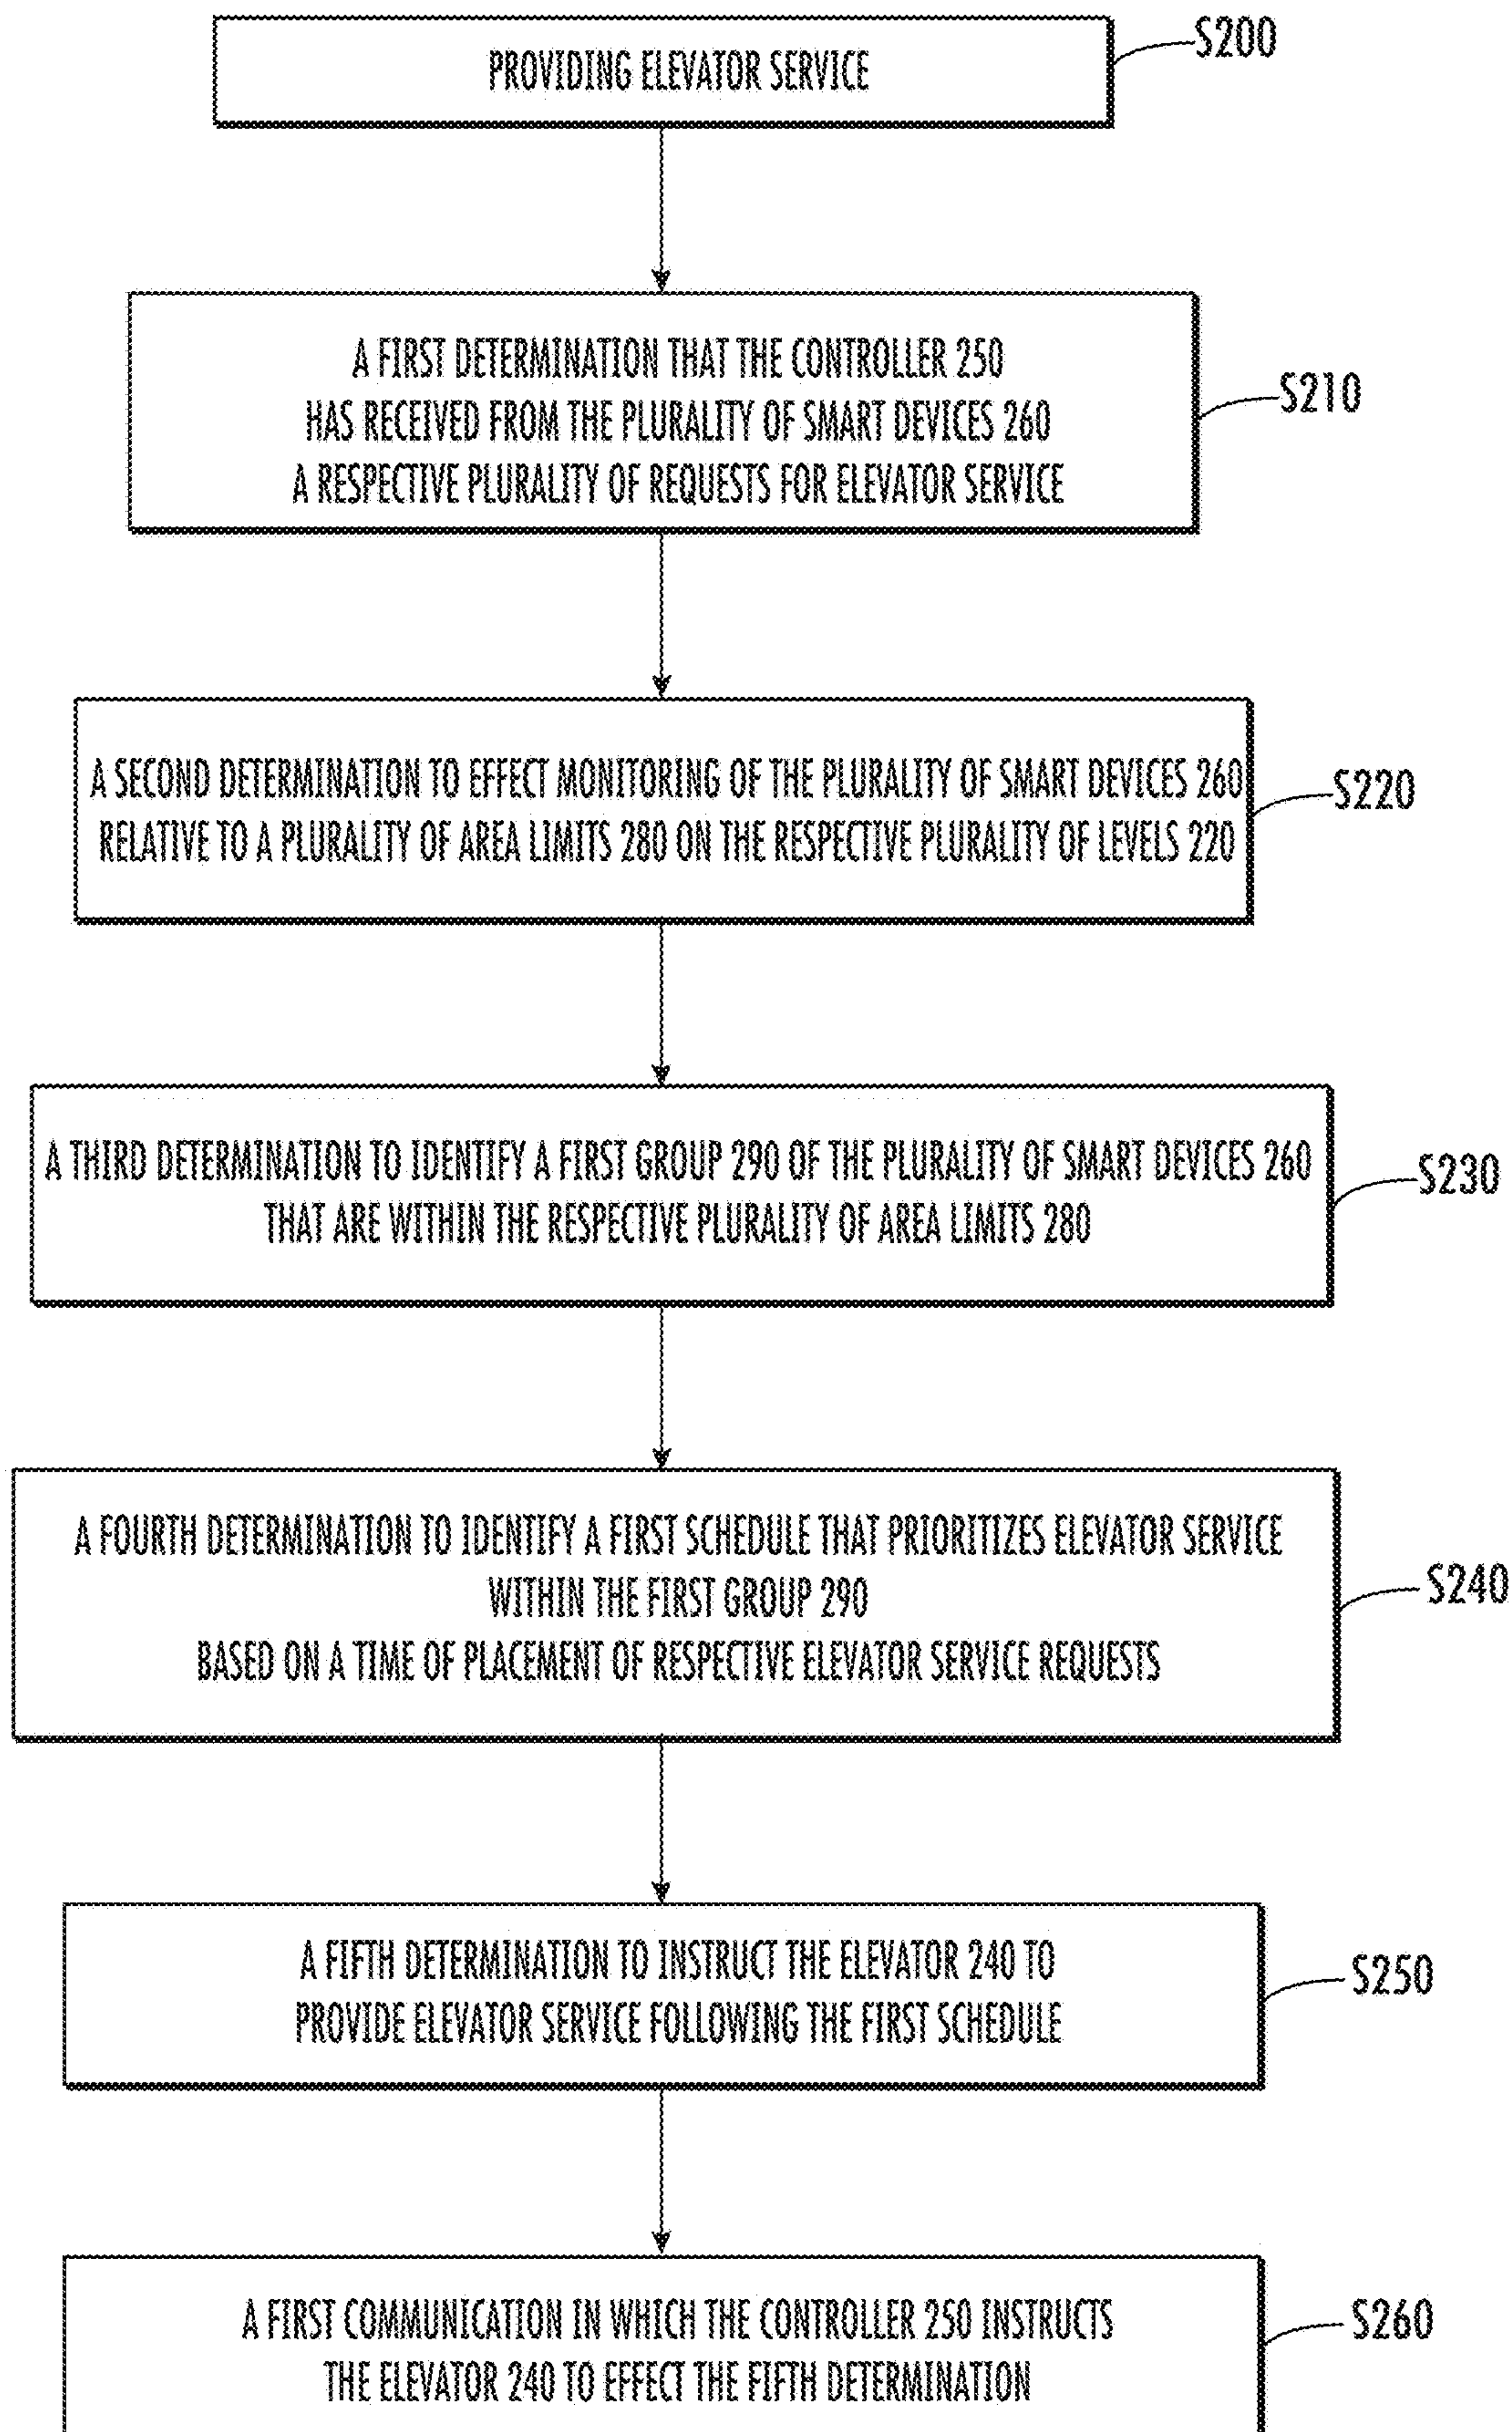 PROVIDING ELEVATOR SERVICE
S200
A FIRST DETERMINATION THAT THE CONTROLLER 250
HAS RECEIVED FROM THE PLURALITY OF SMART DEVICES 260
A RESPECTIVE PLURALITY OF REQUESTS FOR ELEVATOR SERVICE
S210
A SECOND DETERMINATION TO EFFECT MONITORING OF THE PLURALITY OF SMART DEVICES 260
RELATIVE TO A PLURALITY OF AREA LIMITS 280 ON THE RESPECTIVE PLURALITY OF LEVELS 220
S220
A THIRD DETERMINATION TO IDENTIFY A FIRST GROUP 290 OF THE PLURALITY OF SMART DEVICES 260
THAT ARE WITHIN THE RESPECTIVE PLURALITY OF AREA LIMITS 280
S230
A FOURTH DETERMINATION TO IDENTIFY A FIRST SCHEDULE THAT PRIORITIZES ELEVATOR SERVICE
WITHIN THE FIRST GROUP 290
BASED ON A TIME OF PLACEMENT OF RESPECTIVE ELEVATOR SERVICE REQUESTS
S240
A FIFTH DETERMINATION TO INSTRUCT THE ELEVATOR 240 TO
PROVIDE ELEVATOR SERVICE FOLLOWING THE FIRST SCHEDULE
S250
A FIRST COMMUNICATION IN WHICH THE CONTROLLER 250 INSTRUCTS
THE ELEVATOR 240 TO EFFECT THE FIFTH DETERMINATION
S260